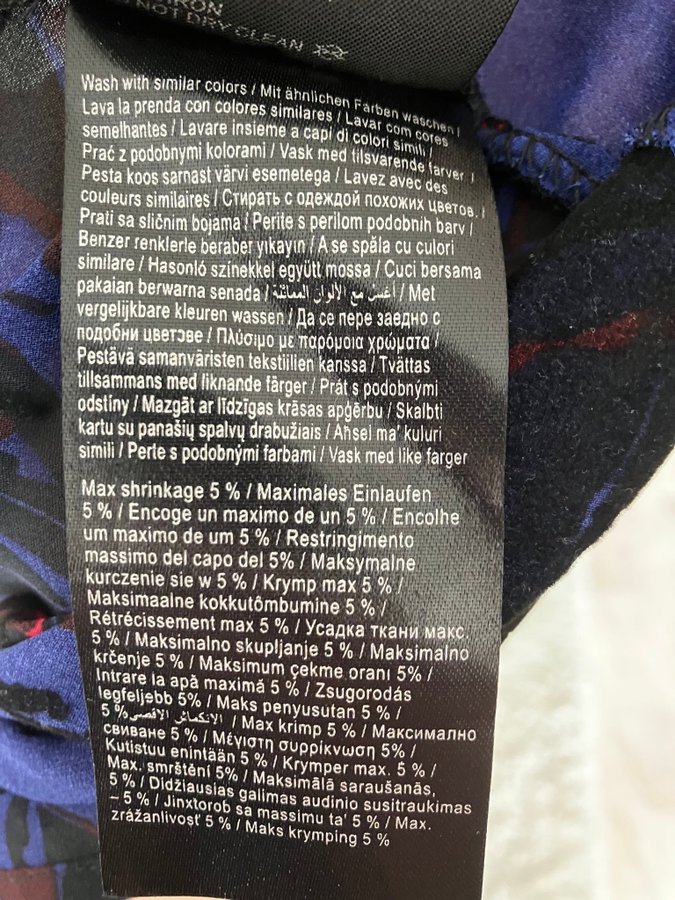 IRON
NOT DRY CLEAN
Wash with similar colors / Mit ähnlichen Farben waschen /
Lava la prenda con colores similares / Lavar com cores
semelhantes / Lavare insieme a capi di colori simili /
Prać z podobnymi kolorami / Vask med tilsvarende farver /
Pesta koos sarnast värvi esemetega / Lavez avec des
couleurs similaires / Стирать с одеждой похожих цветов. /
Prati sa sličnim bojama / Perite s perilom podobnih barv /
Benzer renklerle beraber yıkayın / A se spăla cu culori
similare / Hasonló színekkel együtt mossa / Cuci bersama
pakaian berwarna senada / أغسل مع الألوان المماثلة / Met
vergelijkbare kleuren wassen / Да се пере заедно с
подобни цветове / Πλύσιμο με παρόμοια χρώματα /
Pestävä samanväristen tekstiilien kanssa / Tvättas
tillsammans med liknande färger / Prát s podobnými
odstíny / Mazgāt ar līdzīgas krāsas apģērbu / Skalbti
kartu su panašių spalvų drabužiais / Aħsel ma' kuluri
simili / Perte s podobnými farbami / Vask med like farger
Max shrinkage 5 % / Maximales Einlaufen
5 % / Encoge un maximo de un 5 % / Encolhe
um maximo de um 5 % / Restringimento
massimo del capo del 5% / Maksymalne
kurczenie sie w 5 % / Krymp max 5 % /
Maksimaalne kokkutõmbumine 5 % /
Rétrécissement max 5 % / Усадка ткани макс.
5 % / Maksimalno skupljanje 5 % / Maksimalno
krčenje 5 % / Maksimum çekme oranı 5% /
Intrare la apă maximă 5 % / Zsugorodás
legfeljebb 5% / Maks penyusutan 5 % /
5 % الانكماش الأقصى / Max krimp 5 % / Максимално
свиване 5 % / Μέγιστη συρρίκνωση 5% /
Kutistuu enintään 5 % / Krymper max. 5 % /
Max. smrštění 5% / Maksimālā saraušanās,
5 % / Didžiausias galimas audinio susitraukimas
– 5 % / Jinxtorob sa massimu ta' 5 % / Max.
zrážanlivosť 5 % / Maks krymping 5 %